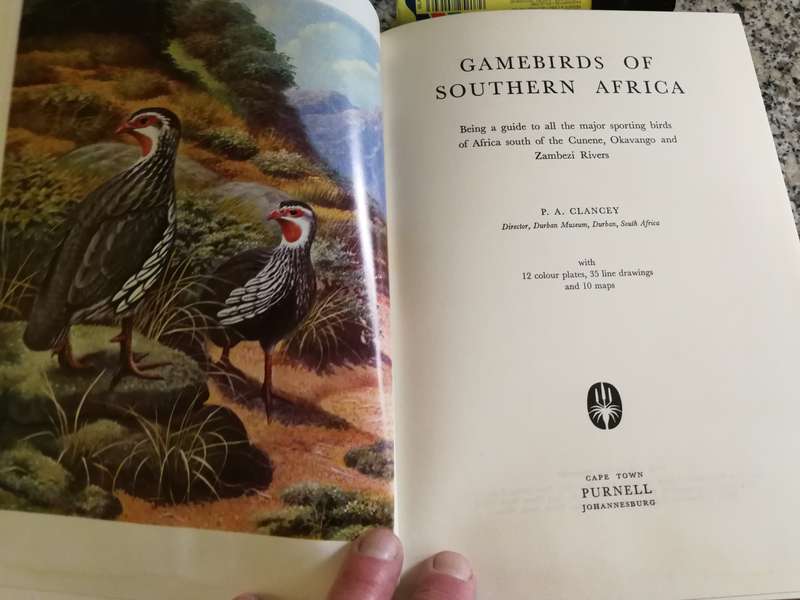 GAMEBIRDS OF
SOUTHERN AFRICA
Being a guide to all the major sporting birds
of Africa south of the Cunene, Okavango and
Zambezi Rivers
P. A. CLANCEY
Director, Durban Museum, Durban, South Africa
with
12 colour plates, 35 line drawings
and 10 maps
CAPE TOWN
PURNELL
JOHANNESBURG